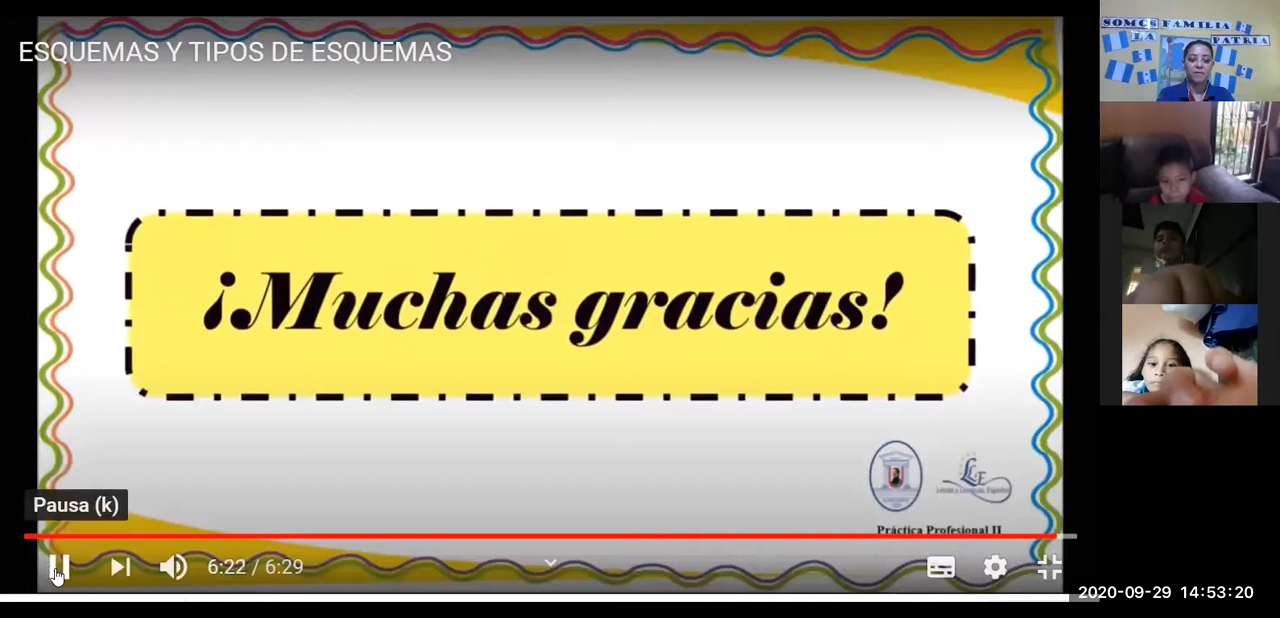 ESQUEMAS Y TIPOS DE ESQUEMAS
SOMOS FAMILIA
LA PATRIA
¡Muchas gracias!
LLE
Práctica Profesional II
Pausa (k)
6:22 / 6:29
2020-09-29 14:53:20